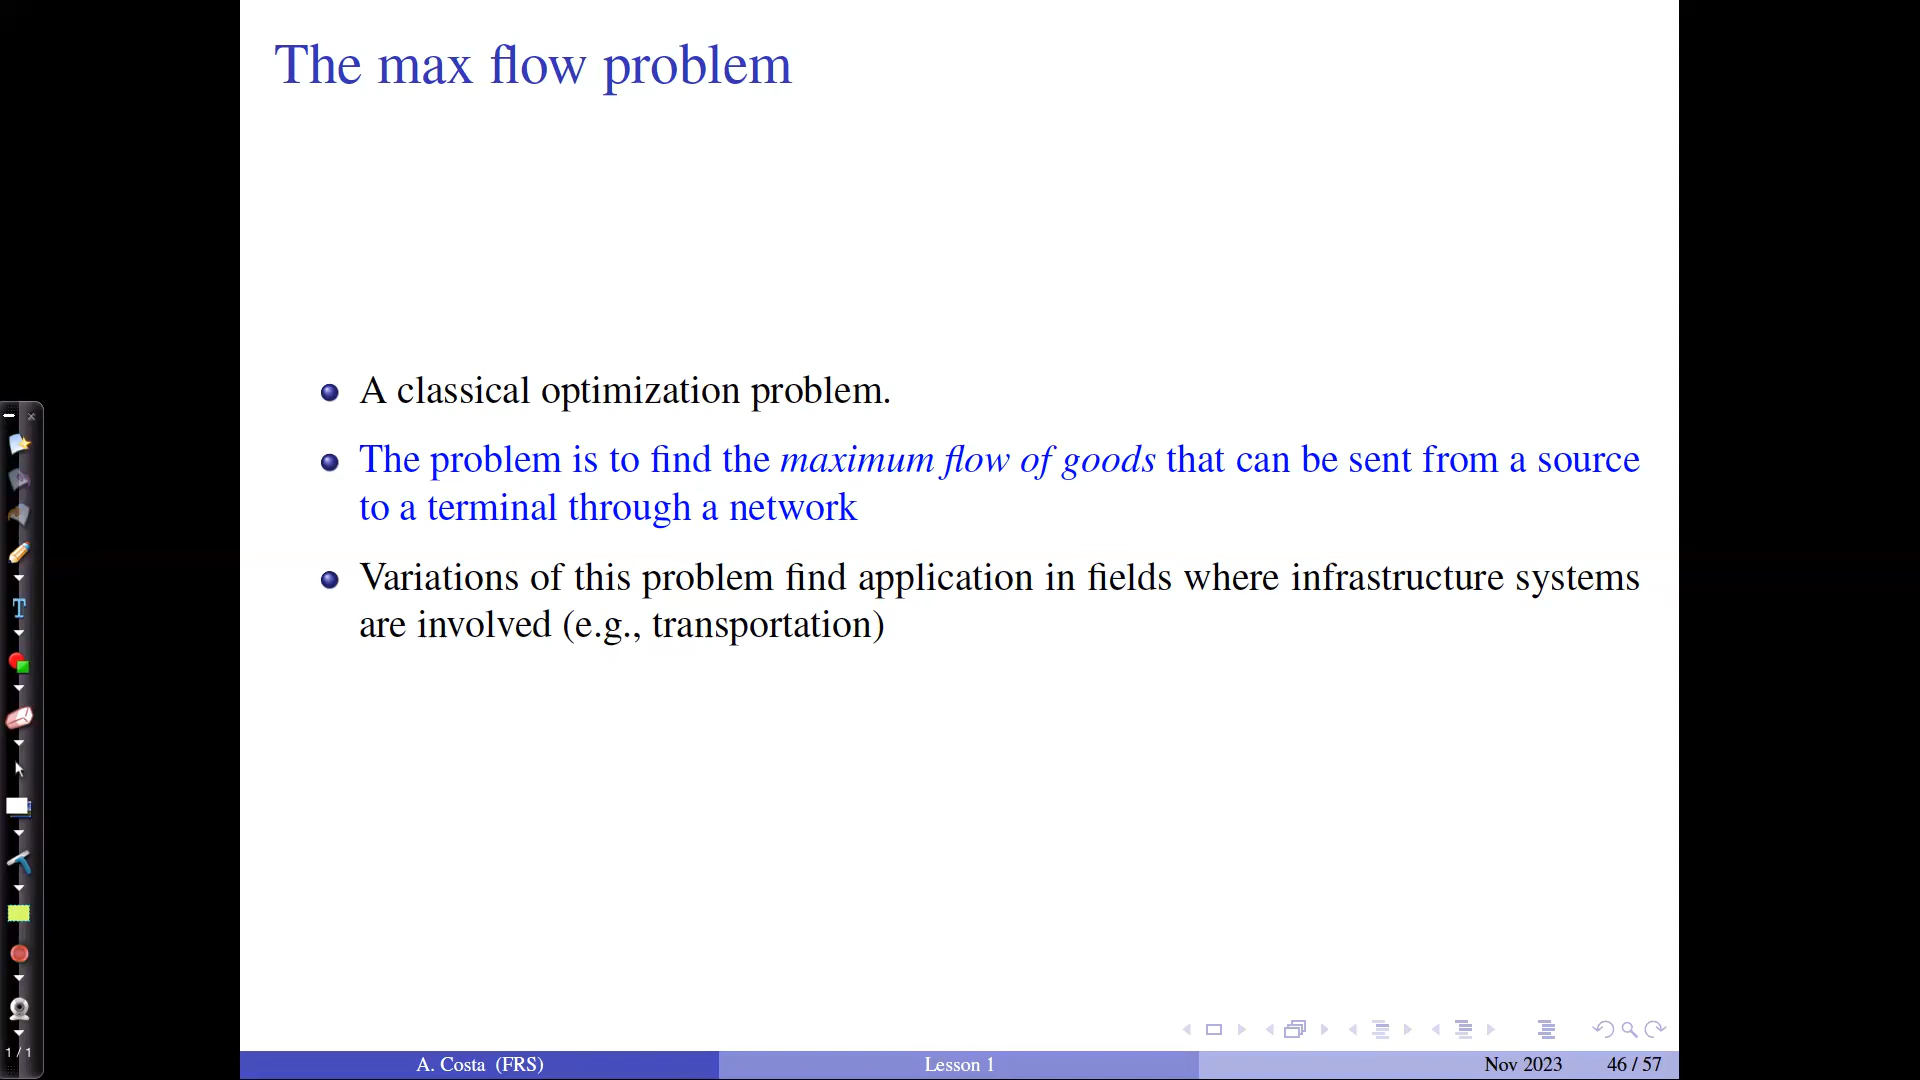 The max flow problem
A classical optimization problem.
The problem is to find the maximum flow of goods that can be sent from a source
to a terminal through a network
Variations of this problem find application in fields where infrastructure systems
are involved (e.g., transportation)
T
1 / 1
A. Costa (FRS)
Lesson 1
Nov 2023
46 / 57